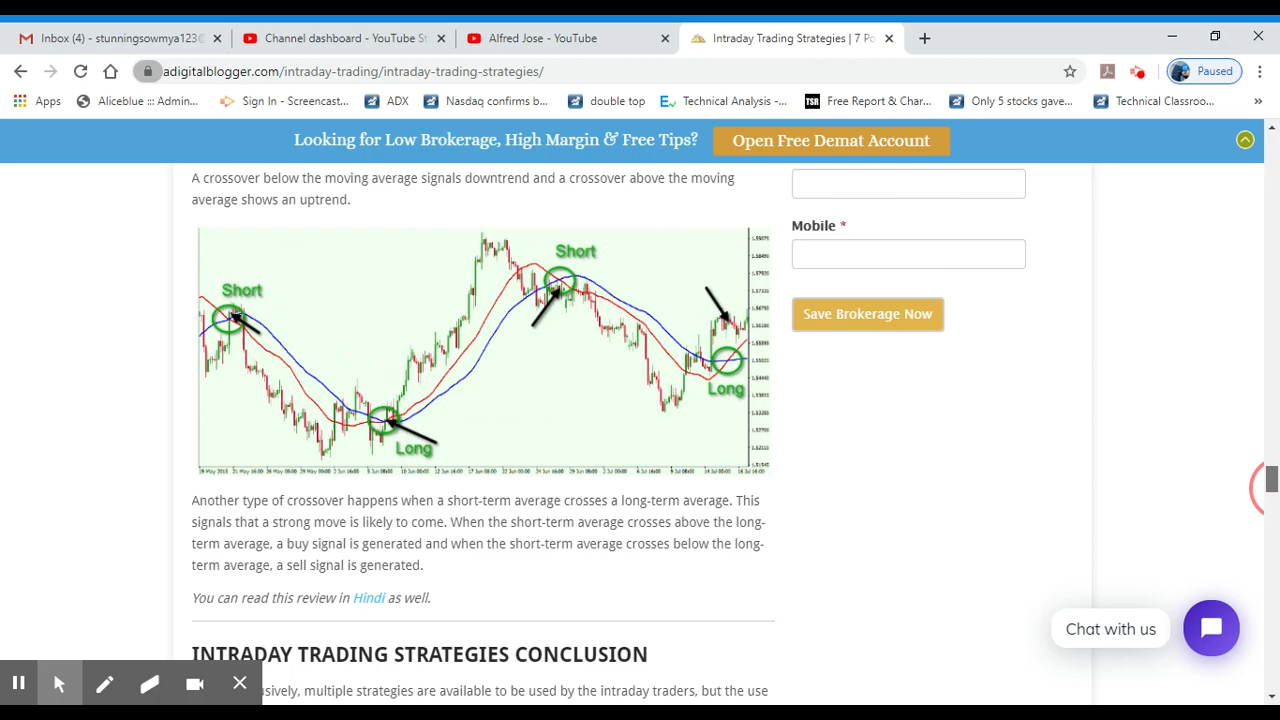 Inbox (4) - stunningsowmya123@
Channel dashboard - YouTube St
Alfred Jose - YouTube
Intraday Trading Strategies | 7 Po
adigitalblogger.com/intraday-trading/intraday-trading-strategies/
Paused
Apps
Aliceblue ::: Admin...
Sign In - Screencast...
ADX
Nasdaq confirms b...
double top
Technical Analysis -...
TSR
Free Report & Char...
Only 5 stocks gave...
Technical Classroo...
»
Looking for Low Brokerage, High Margin & Free Tips?
Open Free Demat Account
A crossover below the moving average signals downtrend and a crossover above the moving
average shows an uptrend.
Mobile *
Save Brokerage Now
Short
Short
Long
Long
Another type of crossover happens when a short-term average crosses a long-term average. This
signals that a strong move is likely to come. When the short-term average crosses above the long-
term average, a buy signal is generated and when the short-term average crosses below the long-
term average, a sell signal is generated.
You can read this review in Hindi as well.
Chat with us
INTRADAY TRADING STRATEGIES CONCLUSION
usively, multiple strategies are available to be used by the intraday traders, but the use